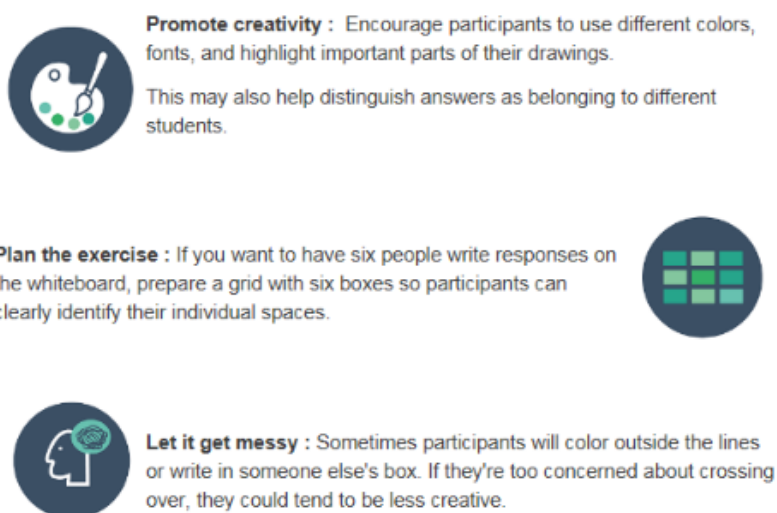 Promote creativity : Encourage participants to use different colors,
fonts, and highlight important parts of their drawings.
This may also help distinguish answers as belonging to different
students.
Plan the exercise : If you want to have six people write responses on
the whiteboard, prepare a grid with six boxes so participants can
clearly identify their individual spaces.
Let it get messy : Sometimes participants will color outside the lines
or write in someone else's box. If they're too concerned about crossing
over, they could tend to be less creative.